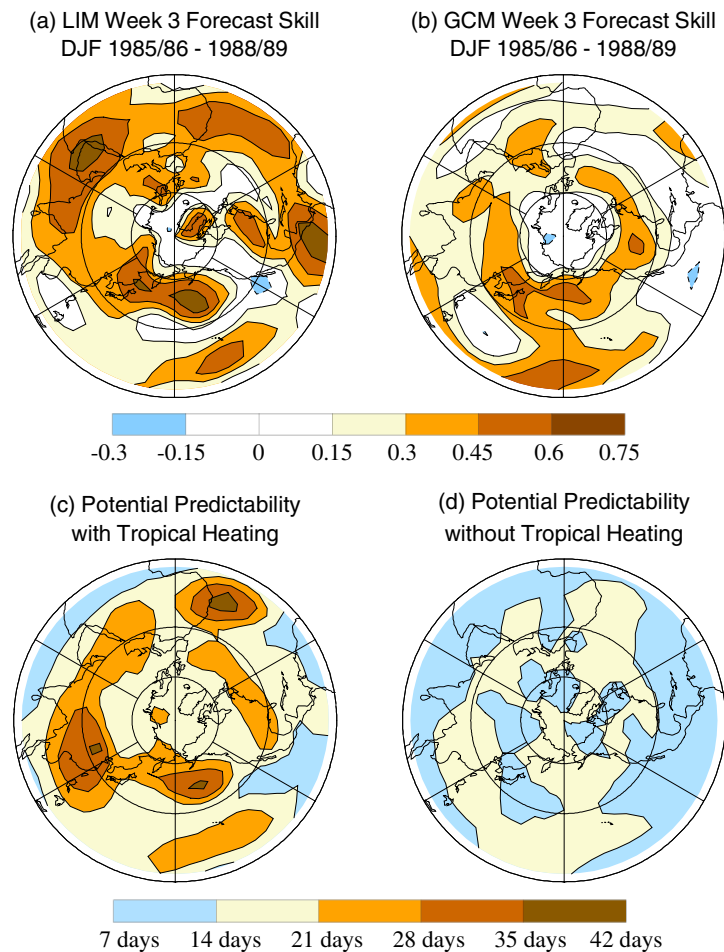 (a) LIM Week 3 Forecast Skill
DJF 1985/86 - 1988/89
(b) GCM Week 3 Forecast Skill
DJF 1985/86 - 1988/89
-0.3 -0.15 0 0.15 0.3 0.45 0.6 0.75
(c) Potential Predictability
with Tropical Heating
(d) Potential Predictability
without Tropical Heating
7 days 14 days 21 days 28 days 35 days 42 days